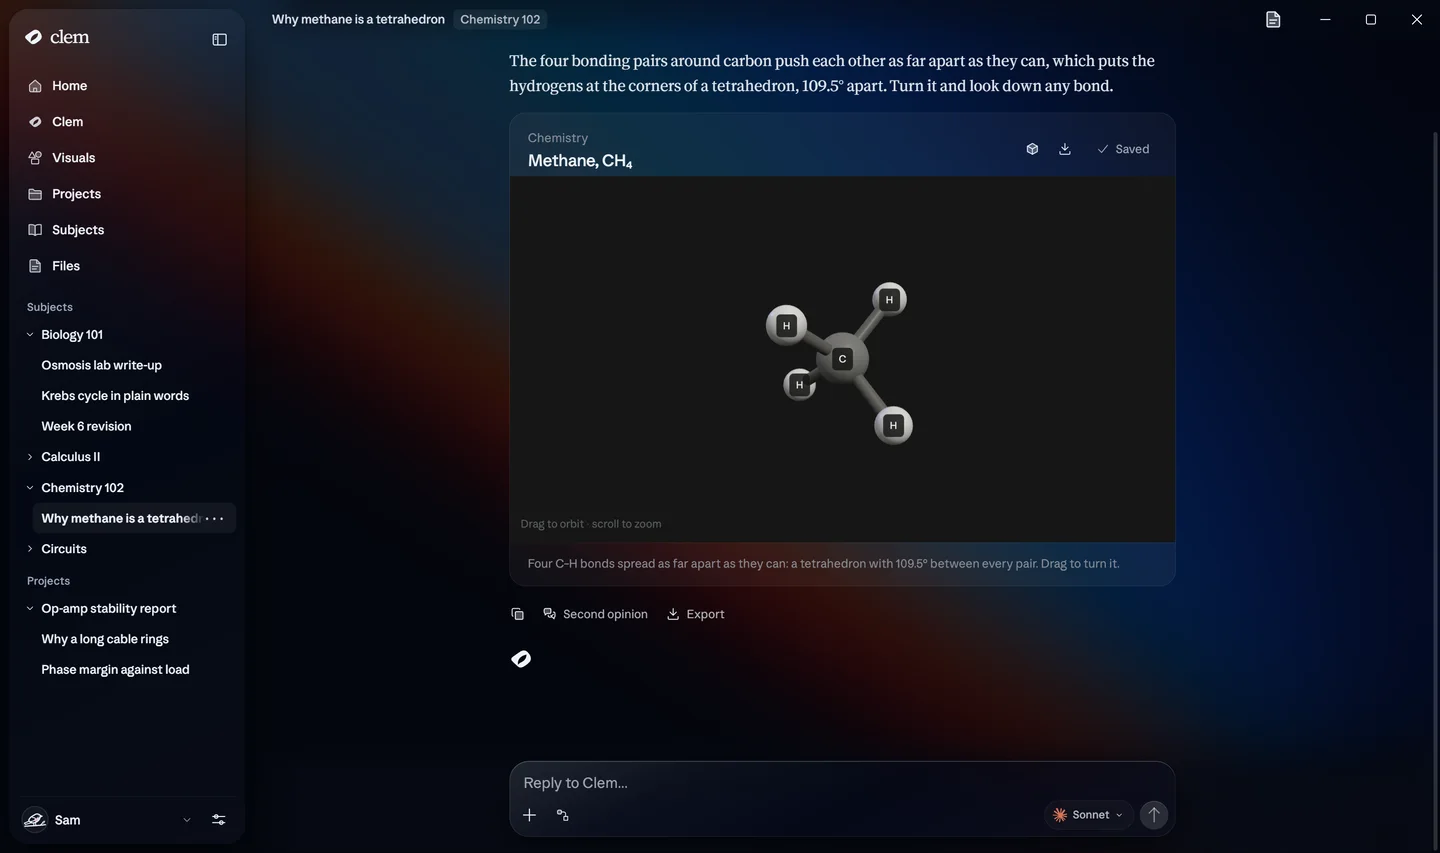 clem
Home
Clem
Visuals
Projects
Subjects
Files
Subjects
Biology 101
Osmosis lab write-up
Krebs cycle in plain words
Week 6 revision
Calculus II
Chemistry 102
Why methane is a tetrahed
Circuits
Projects
Op-amp stability report
Why a long cable rings
Phase margin against load
Sam
Why methane is a tetrahedron Chemistry 102
The four bonding pairs around carbon push each other as far apart as they can, which puts the
hydrogens at the corners of a tetrahedron, 109.5° apart. Turn it and look down any bond.
Chemistry
Methane, CH₄
Saved
H
H
C
H
H
Drag to orbit · scroll to zoom
Four C–H bonds spread as far apart as they can: a tetrahedron with 109.5° between every pair. Drag to turn it.
Second opinion Export
Reply to Clem...
Sonnet